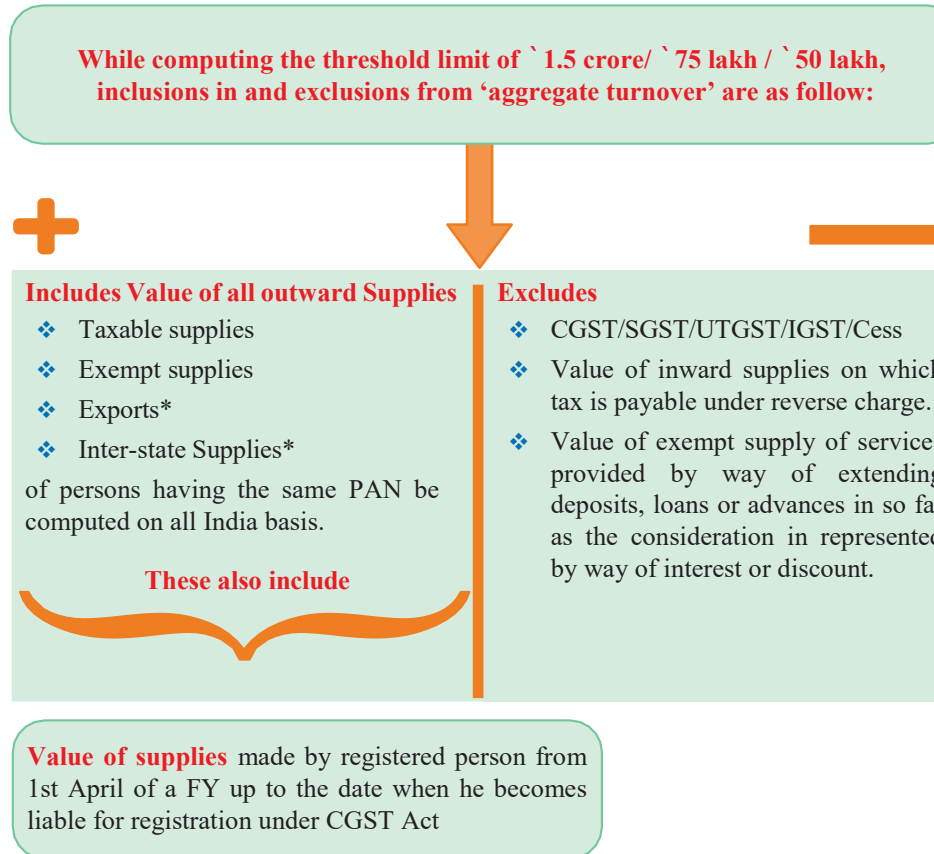 While computing the threshold limit of ` 1.5 crore/ ` 75 lakh / ` 50 lakh,
inclusions in and exclusions from ‘aggregate turnover’ are as follow:
Includes Value of all outward Supplies
❖ Taxable supplies
❖ Exempt supplies
❖ Exports*
❖ Inter-state Supplies*
of persons having the same PAN be
computed on all India basis.
These also include
Excludes
❖ CGST/SGST/UTGST/IGST/Cess
❖ Value of inward supplies on which
tax is payable under reverse charge.
❖ Value of exempt supply of service
provided by way of extending
deposits, loans or advances in so fa
as the consideration in represented
by way of interest or discount.
Value of supplies made by registered person from
1st April of a FY up to the date when he becomes
liable for registration under CGST Act